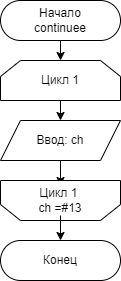 Начало
continuee
Цикл 1
Ввод: ch
Цикл 1
ch =#13
Конец